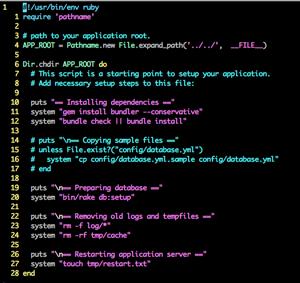 1 #!/usr/bin/env ruby
2 require 'pathname'
3
4 # path to your application root.
APP_ROOT = Pathname.new File.expand_path('../../', __FILE__)
5
6 Dir.chdir APP_ROOT do
7 # This script is a starting point to setup your application.
8 # Add necessary setup steps to this file:
9
10 puts "== Installing dependencies =="
11 system "gem install bundler --conservative"
12 system "bundle check || bundle install"
13
14 # puts "\n== Copying sample files =="
15 # unless File.exist?("config/database.yml")
16 #   system "cp config/database.yml.sample config/database.yml"
17 # end
18
19 puts "\n== Preparing database =="
20 system "bin/rake db:setup"
21
22 puts "\n== Removing old logs and tempfiles =="
23 system "rm -f log/*"
24 system "rm -rf tmp/cache"
25
26 puts "\n== Restarting application server =="
27 system "touch tmp/restart.txt"
28 end